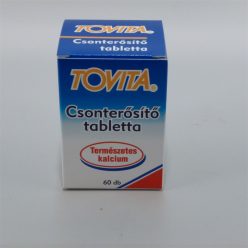 TOVITA®
TOVITA®
Csonterősítő
tabletta
Természetes
kalcium
60 db